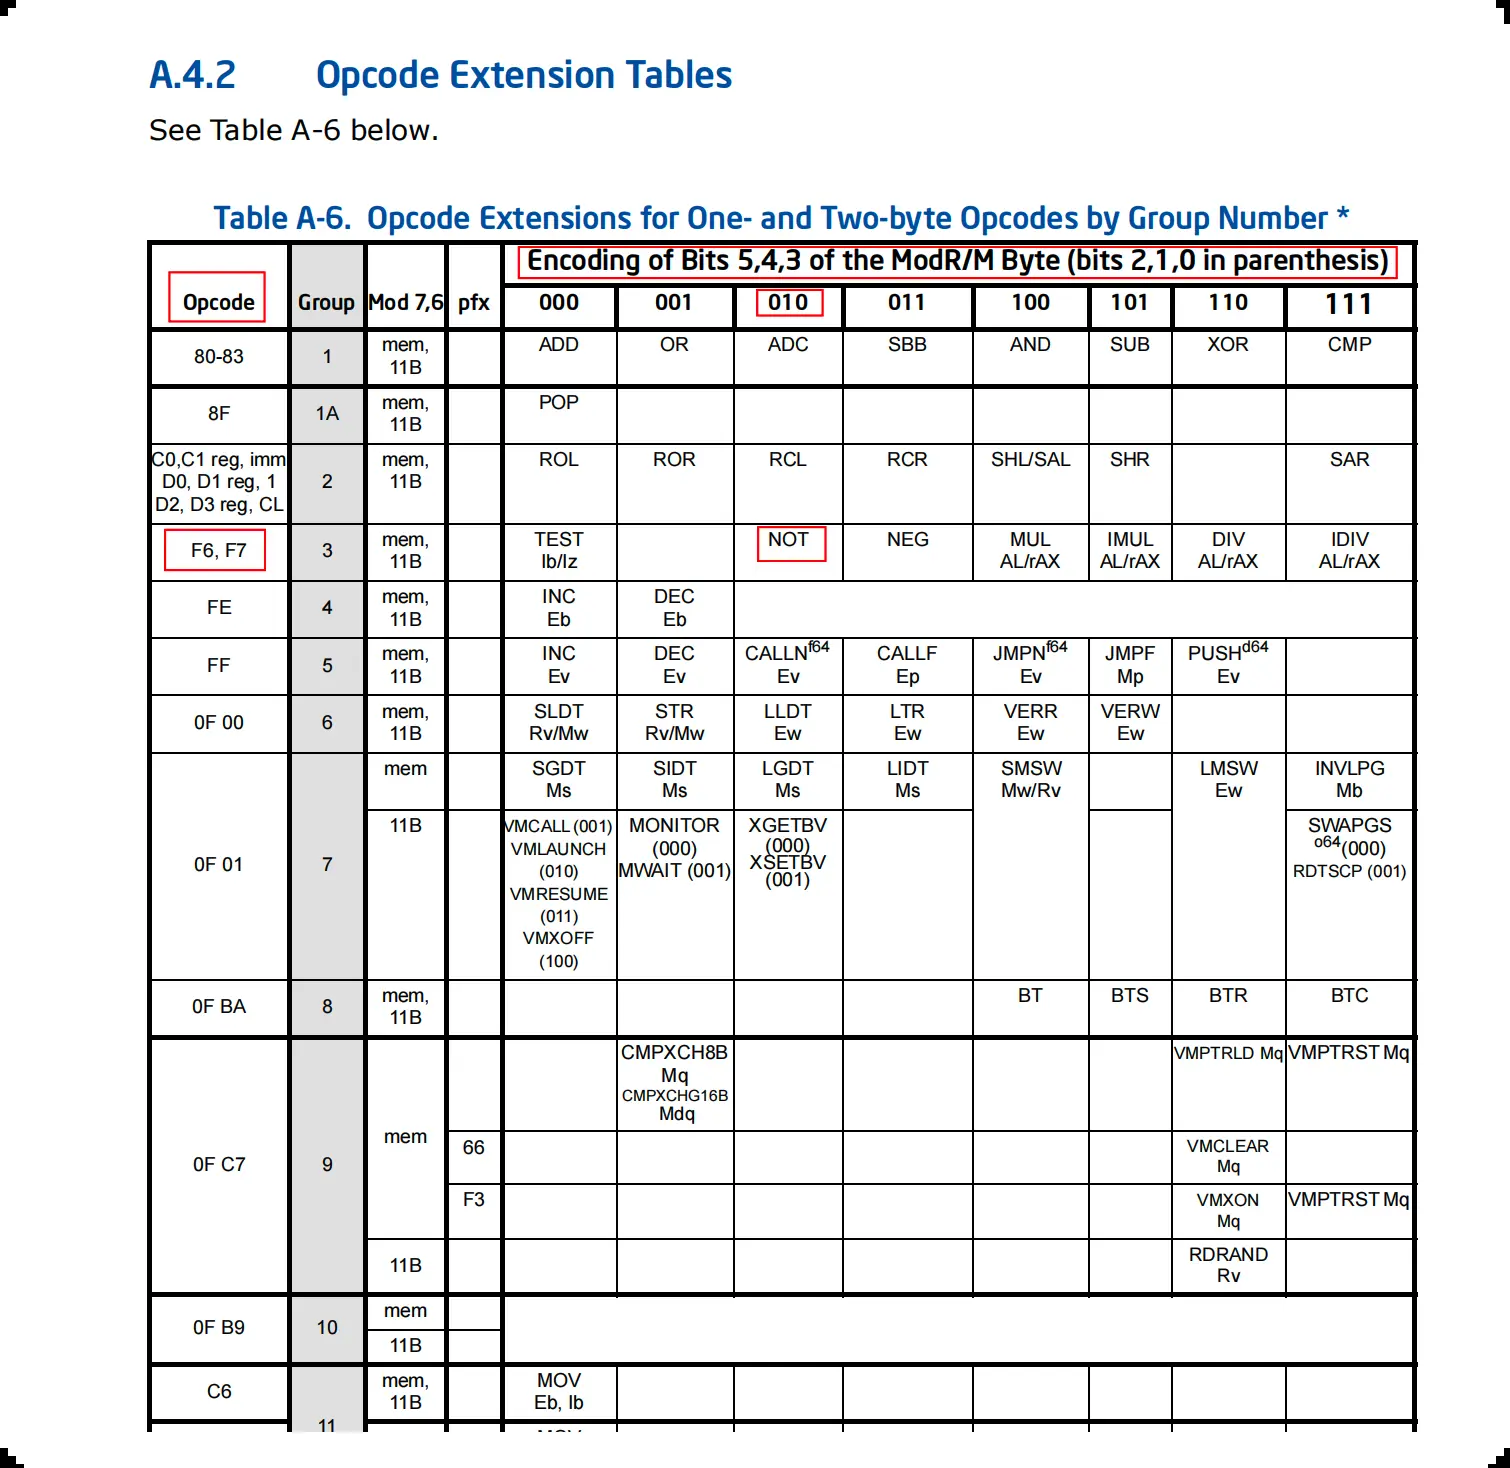 A.4.2 Opcode Extension Tables
See Table A-6 below.
Table A-6. Opcode Extensions for One- and Two-byte Opcodes by Group Number *
Opcode Group Mod 7,6 pfx Encoding of Bits 5,4,3 of the ModR/M Byte (bits 2,1,0 in parenthesis)
000 001 010 011 100 101 110 111
80-83 1 mem, 11B ADD OR ADC SBB AND SUB XOR CMP
8F 1A mem, 11B POP
C0,C1 reg, imm D0, D1 reg, 1 D2, D3 reg, CL 2 mem, 11B ROL ROR RCL RCR SHL/SAL SHR SAR
F6, F7 3 mem, 11B TEST Ib/Iz NOT NEG MUL AL/rAX IMUL AL/rAX DIV AL/rAX IDIV AL/rAX
FE 4 mem, 11B INC Eb DEC Eb
FF 5 mem, 11B INC Ev DEC Ev CALLNf64 Ev CALLF Ep JMPNf64 Ev JMPF Mp PUSHd64 Ev
0F 00 6 mem, 11B SLDT Rv/Mw STR Rv/Mw LLDT Ew LTR Ew VERR Ew VERW Ew
0F 01 7 mem SGDT Ms SIDT Ms LGDT Ms LIDT Ms SMSW Mw/Rv LMSW Ew INVLPG Mb
11B VMCALL (001) VMLAUNCH (010) VMRESUME (011) VMXOFF (100) MONITOR (000) MWAIT (001) XGETBV (000) XSETBV (001) SWAPGS o64(000) RDTSCP (001)
0F BA 8 mem, 11B BT BTS BTR BTC
0F C7 9 mem CMPXCH8B Mq CMPXCHG16B Mdq VMPTRLD Mq VMPTRST Mq
66 VMCLEAR Mq
F3 VMXON Mq VMPTRST Mq
11B RDRAND Rv
0F B9 10 mem
11B
C6 11 mem, 11B MOV Eb, Ib